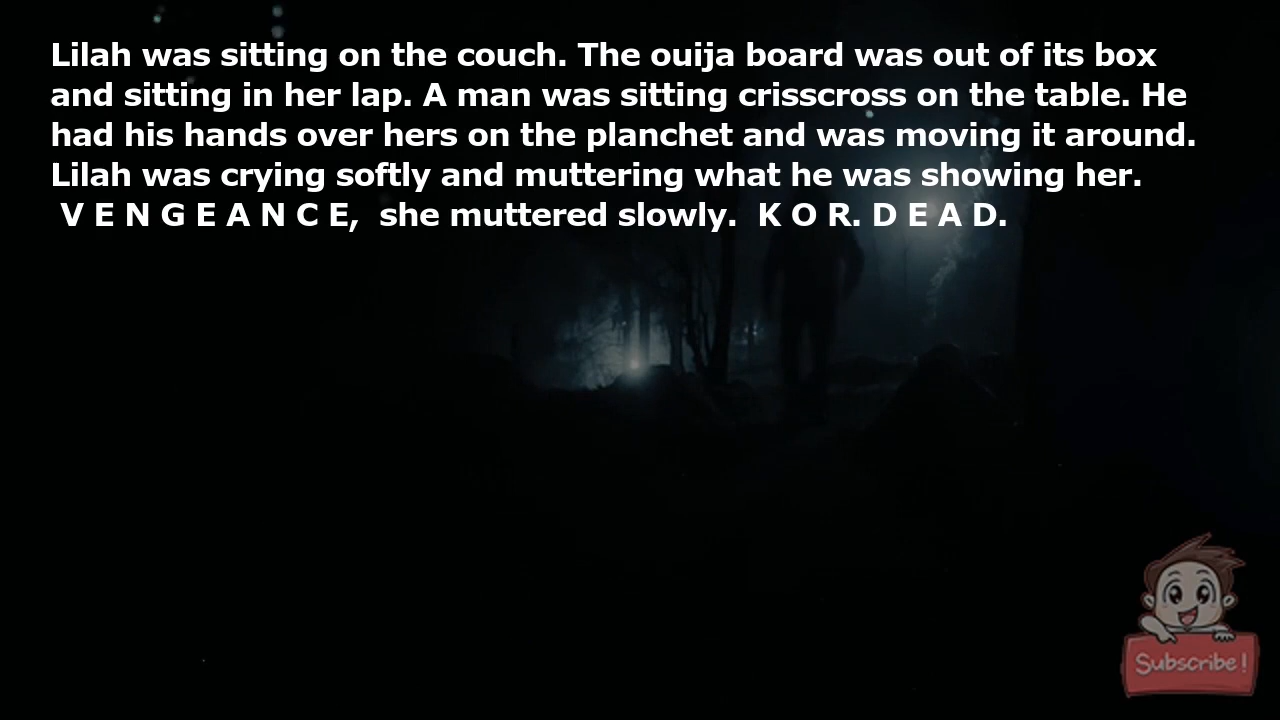 Lilah was sitting on the couch. The ouija board was out of its box
and sitting in her lap. A man was sitting crisscross on the table. He
had his hands over hers on the planchet and was moving it around.
Lilah was crying softly and muttering what he was showing her.
V E N G E A N C E,  she muttered slowly.  K O R. D E A D.
Subscribe!